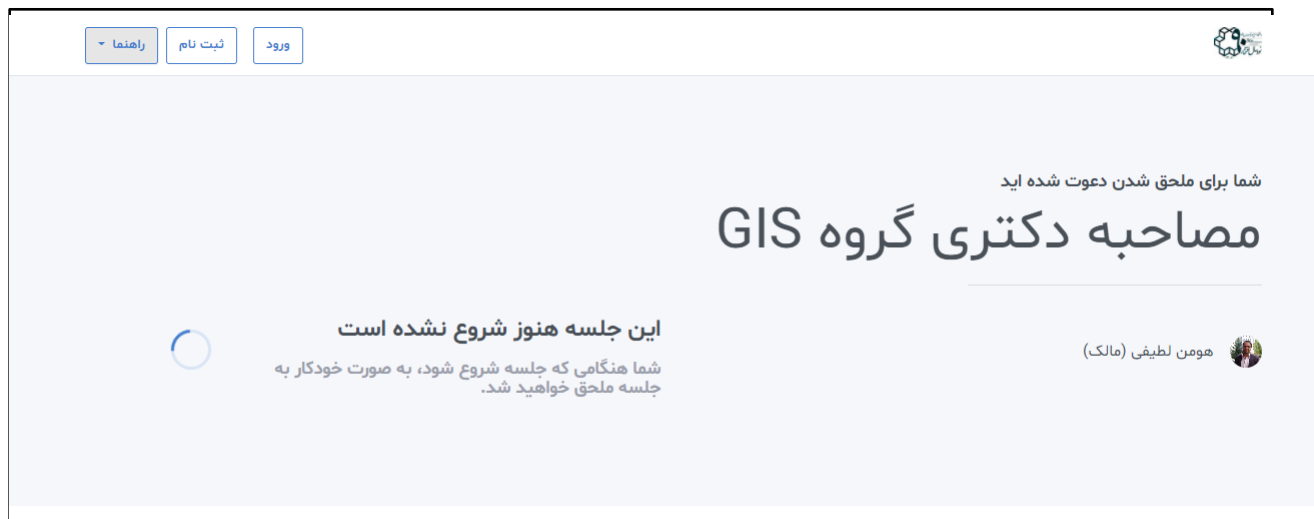 ورود
ثبت نام
راهنما
شما برای ملحق شدن دعوت شده اید
مصاحبه دکتری گروه GIS
هومن لطیفی (مالک)
این جلسه هنوز شروع نشده است
شما هنگامی که جلسه شروع شود، به صورت خودکار به
جلسه ملحق خواهید شد.